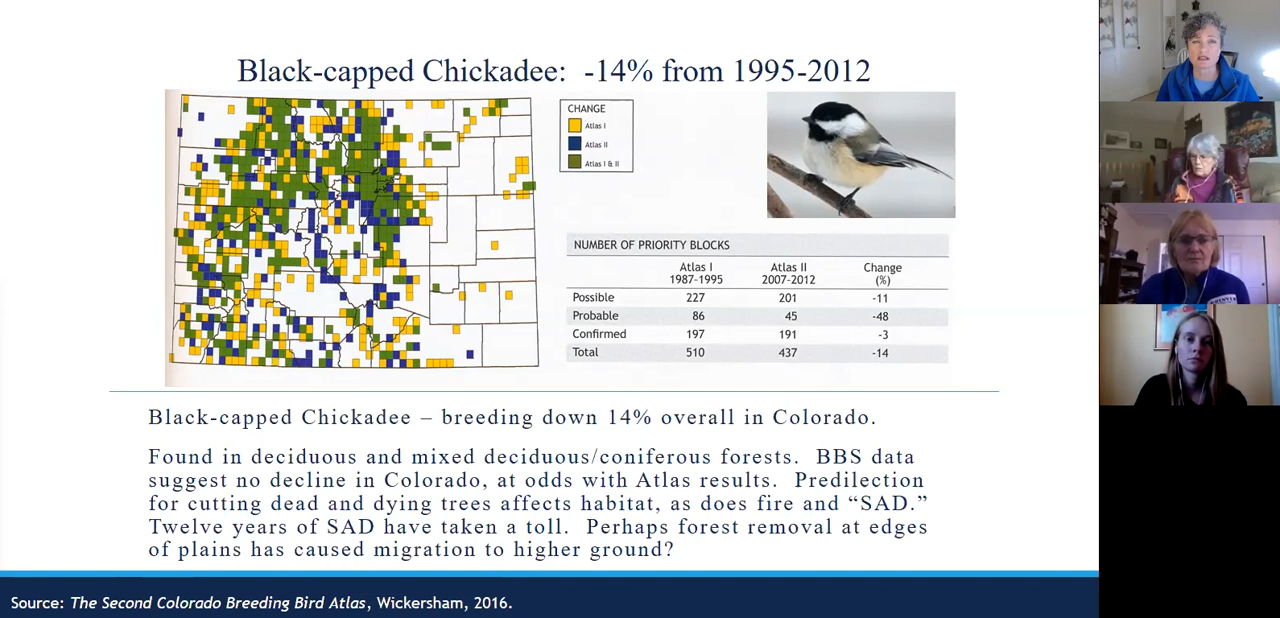 Black-capped Chickadee: -14% from 1995-2012
CHANGE
Atlas I
Atlas II
Atlas I & II
NUMBER OF PRIORITY BLOCKS
Atlas I Atlas II Change
1987-1995 2007-2012 (%)
Possible 227 201 -11
Probable 86 45 -48
Confirmed 197 191 -3
Total 510 437 -14
Black-capped Chickadee – breeding down 14% overall in Colorado.
Found in deciduous and mixed deciduous/coniferous forests. BBS data
suggest no decline in Colorado, at odds with Atlas results. Predilection
for cutting dead and dying trees affects habitat, as does fire and “SAD.”
Twelve years of SAD have taken a toll. Perhaps forest removal at edges
of plains has caused migration to higher ground?
Source: The Second Colorado Breeding Bird Atlas, Wickersham, 2016.